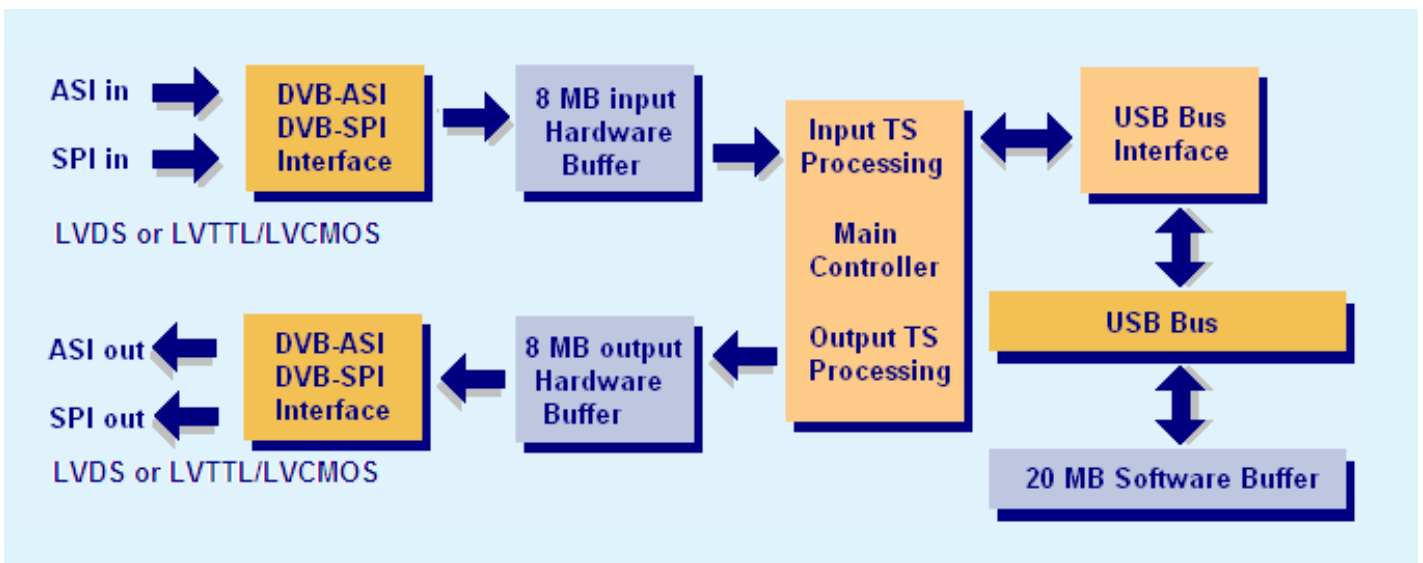 ASI in
SPI in
LVDS or LVTTL/LVCMOS
DVB-ASI
DVB-SPI
Interface
8 MB input
Hardware
Buffer
Input TS
Processing
Main
Controller
Output TS
Processing
USB Bus
Interface
USB Bus
20 MB Software Buffer
8 MB output
Hardware
Buffer
DVB-ASI
DVB-SPI
Interface
ASI out
SPI out
LVDS or LVTTL/LVCMOS